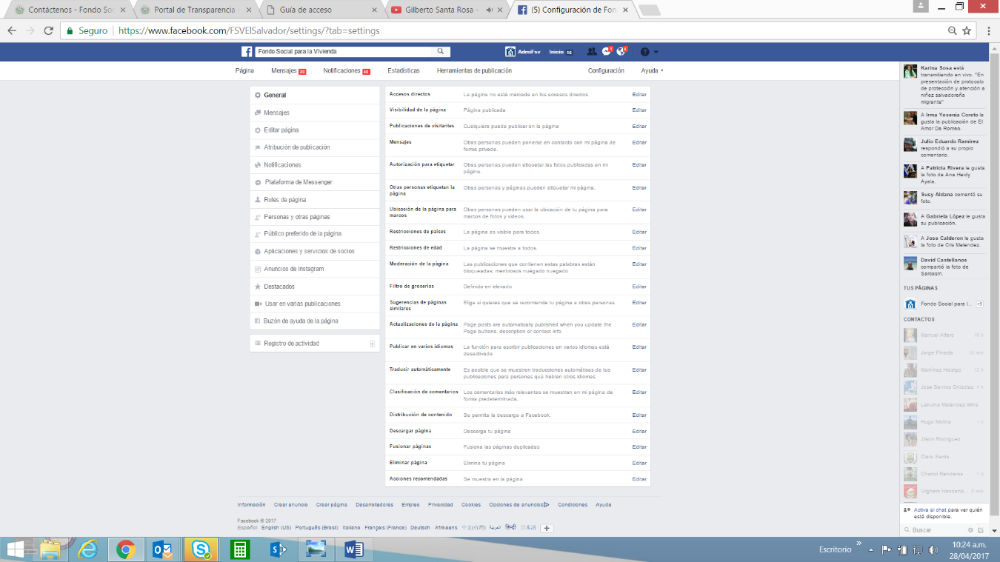 Contáctenos - Fondo Soc
Portal de Transparencia -
Guía de acceso
Gilberto Santa Rosa -
(5) Configuración de Fon
Seguro
https://www.facebook.com/FSVElSalvador/settings/?tab=settings
Fondo Social para la Vivienda
AdmiFsv
Inicio 16
1
4
Página
Mensajes 20
Notificaciones 46
Estadísticas
Herramientas de publicación
Configuración
Ayuda
General
Mensajes
Editar página
Atribución de publicación
Notificaciones
Plataforma de Messenger
Roles de página
Personas y otras páginas
Público preferido de la página
Aplicaciones y servicios de socios
Anuncios de Instagram
Destacados
Usar en varias publicaciones
Buzón de ayuda de la página
Registro de actividad
Accesos directos La página no está marcada en los accesos directos Editar
Visibilidad de la página Página publicada Editar
Publicaciones de visitantes Cualquiera puede publicar en la página Editar
Mensajes Otras personas pueden ponerse en contacto con mi página de Editar
forma privada.
Autorización para etiquetar Otras personas pueden etiquetar las fotos publicadas en mi Editar
página.
Otras personas etiquetan la Otras personas y páginas pueden etiquetar mi página. Editar
página
Ubicación de la página para Otras personas pueden usar la ubicación de tu página para Editar
marcos marcos de fotos y videos.
Restricciones de países La página es visible para todos. Editar
Restricciones de edad La página se muestra a todos. Editar
Moderación de la página Las publicaciones que contienen estas palabras están Editar
bloqueadas: mentirosos nuégado nuegado
Filtro de groserías Definido en elevado Editar
Sugerencias de páginas Elige si quieres que se recomiende tu página a otras personas Editar
similares
Actualizaciones de la página Page posts are automatically published when you update the Editar
Page buttons, description or contact info.
Publicar en varios idiomas La función para escribir publicaciones en varios idiomas está Editar
desactivada
Traducir automáticamente Es posible que se muestren traducciones automáticas de tus Editar
publicaciones para personas que hablan otros idiomas
Clasificación de comentarios Los comentarios más relevantes se muestran en mi página de Editar
forma predeterminada.
Distribución de contenido Se permite la descarga a Facebook. Editar
Descargar página Descarga tu página Editar
Fusionar páginas Fusiona las páginas duplicadas Editar
Eliminar página Elimina tu página Editar
Acciones recomendadas Se muestra en la página Editar
Información Crear anuncio Crear página Desarrolladores Empleo Privacidad Cookies Opciones de anuncios Condiciones Ayuda
Facebook © 2017
Español English (US) Português (Brasil) Italiano Français (France) Deutsch Afrikaans 中文(台灣) العربية हिन्दी 日本語
Karina Sosa está
transmitiendo en vivo. "En
presentación de protocolo
de protección y atención a
niñez salvadoreña
migrante"
A Irma Yesenia Coreto le
gusta la publicación de El
Amor De Romeo.
Julio Eduardo Ramirez
respondió a su propio
comentario.
A Patricia Rivera le gusta
la foto de Ana Heidy
Ayala.
Susy Aldana comentó su
foto.
A Gabriela López le gusta
su publicación.
A Jose Calderon le gusta
la foto de Cris Melendez.
David Castellanos
compartió la foto de
Sarcasm.
TUS PÁGINAS
Fondo Social para l...
CONTACTOS
Manuel Alfaro
Jorge Pineda
Martínez Hidalgo
Hugo Molina
Jason Rodriguez
Clara Santa
Charlot Renderos
Activa el chat para ver quién
está disponible.
Buscar
Escritorio
10:24 a.m.
28/04/2017